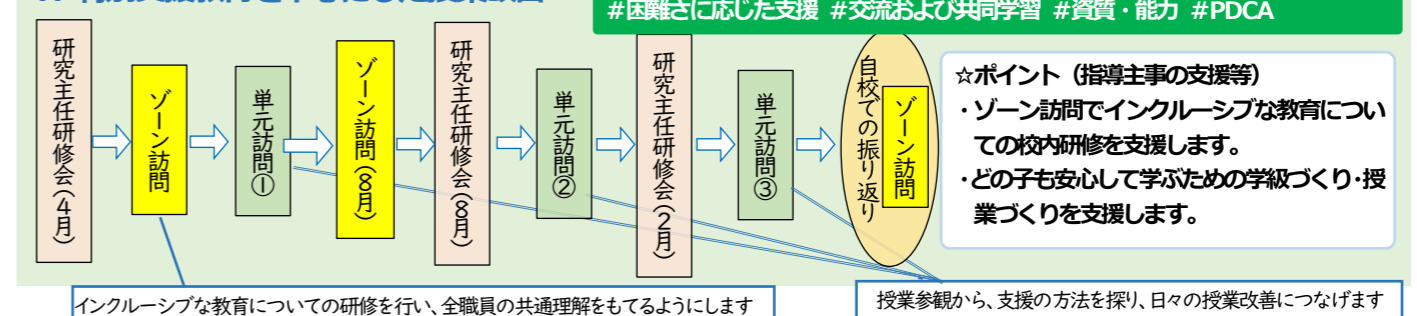 #困難さに応じた支援 #交流および共同学習 #資質・能力 #PDCA
研究主任研修会(4月)
ゾーン訪問
単元訪問①
ゾーン訪問(8月)
研究主任研修会(8月)
単元訪問②
研究主任研修会(2月)
単元訪問③
ゾーン訪問
自校での振り返り
☆ポイント（指導主事の支援等）
・ゾーン訪問でインクルーシブな教育につい
ての校内研修を支援します。
・どの子も安心して学ぶための学級づくり・授
業づくりを支援します。
インクルーシブな教育についての研修を行い、全職員の共通理解をもてるようにします
授業参観から、支援の方法を探り、日々の授業改善につなげます